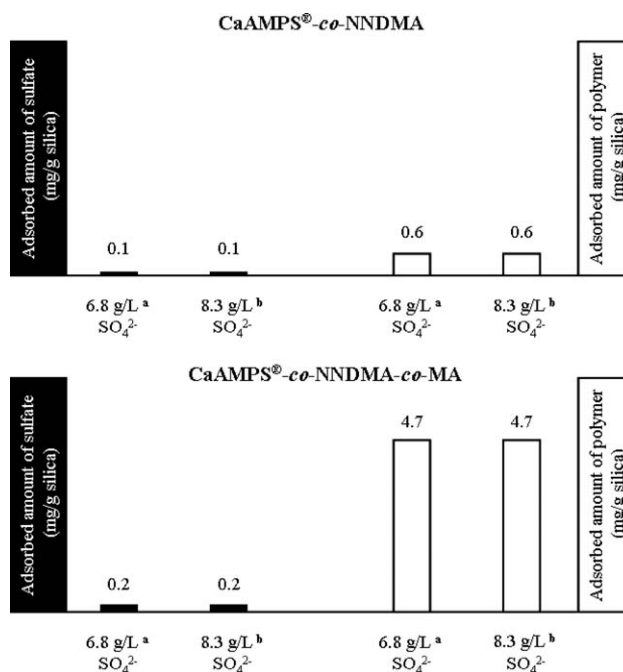 CaAMPS®-co-NNDMA
Adsorbed amount of sulfate
(mg/g silica)
0.1
0.1
0.6
0.6
Adsorbed amount of polymer
(mg/g silica)
6.8 g/L ᵃ
SO₄²⁻
8.3 g/L ᵇ
SO₄²⁻
6.8 g/L ᵃ
SO₄²⁻
8.3 g/L ᵇ
SO₄²⁻
CaAMPS®-co-NNDMA-co-MA
Adsorbed amount of sulfate
(mg/g silica)
0.2
0.2
4.7
4.7
Adsorbed amount of polymer
(mg/g silica)
6.8 g/L ᵃ
SO₄²⁻
8.3 g/L ᵇ
SO₄²⁻
6.8 g/L ᵃ
SO₄²⁻
8.3 g/L ᵇ
SO₄²⁻